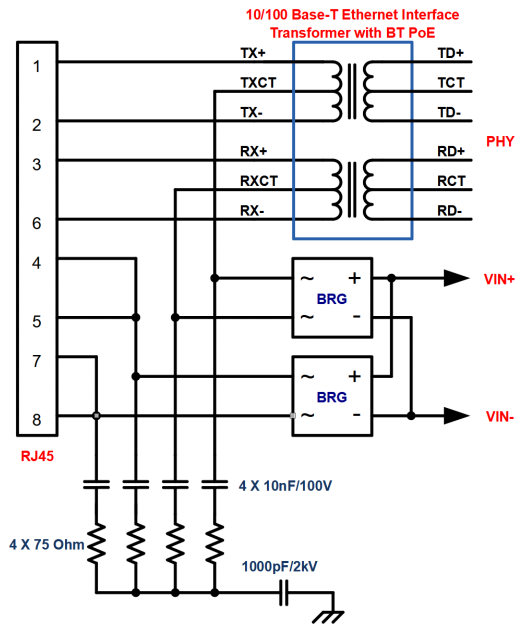 10/100 Base-T Ethernet Interface
Transformer with BT PoE
1 TX+ TD+
TXCT TCT
2 TX- TD-
PHY
3 RX+ RD+
RXCT RCT
6 RX- RD-
4
~ + VIN+
BRG
5 ~ -
7
~ +
BRG
8 ~ - VIN-
RJ45
4 X 10nF/100V
4 X 75 Ohm
1000pF/2kV